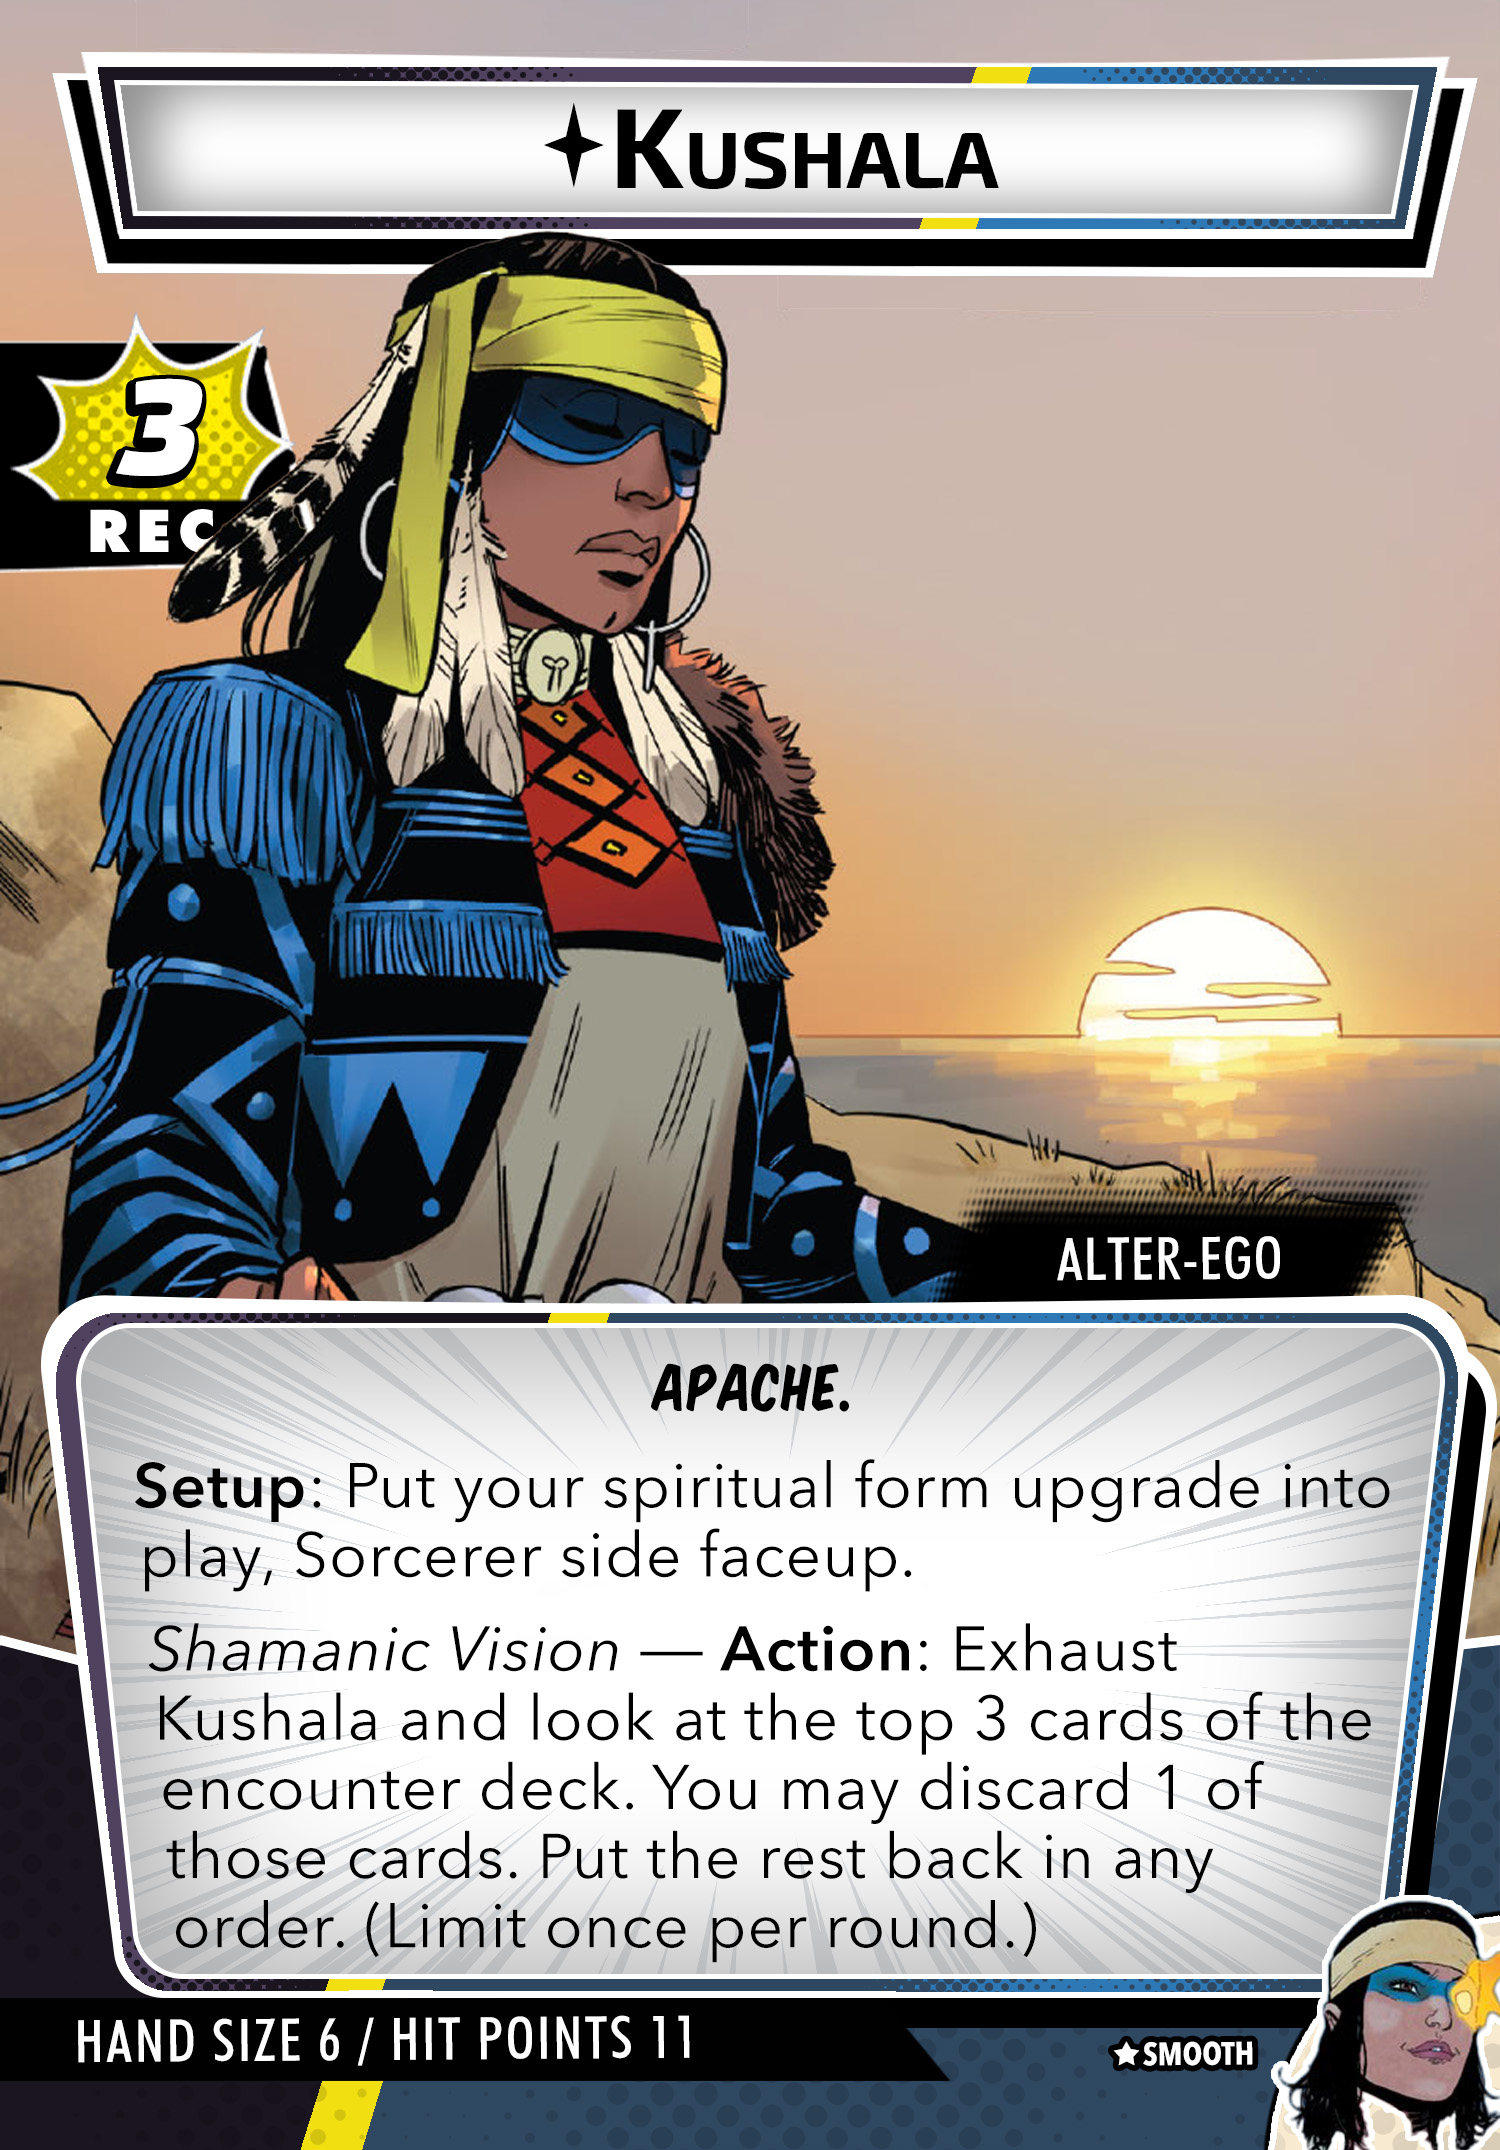 Kushala
3
REC
ALTER-EGO
APACHE.
Setup: Put your spiritual form upgrade into
play, Sorcerer side faceup.
Shamanic Vision — Action: Exhaust
Kushala and look at the top 3 cards of the
encounter deck. You may discard 1 of
those cards. Put the rest back in any
order. (Limit once per round.)
HAND SIZE 6 / HIT POINTS 11
SMOOTH